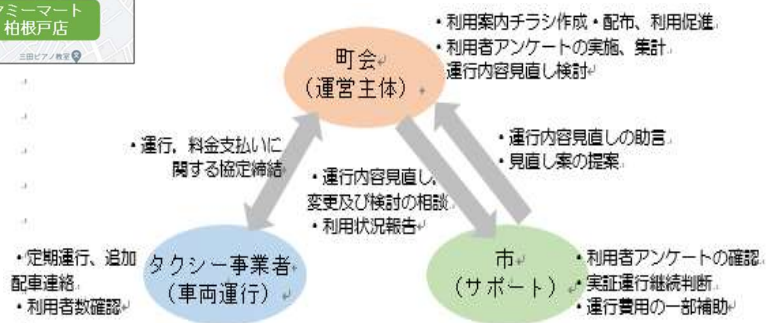 マミーマート
柏根戸店
三田ピアノ教室
町会
（運営主体）
・利用案内チラシ作成・配布、利用促進
・利用者アンケートの実施、集計
運行内容見直し検討
・運行，料金支払いに
関する協定締結
・運行内容見直し，
変更及び検討の相談
・利用状況報告
・運行内容見直しの助言
・見直し案の提案
・定期運行、追加
配車連絡
・利用者数確認
タクシー事業者
（車両運行）
市
（サポート）
・利用者アンケートの確認
・実証運行継続判断
・運行費用の一部補助